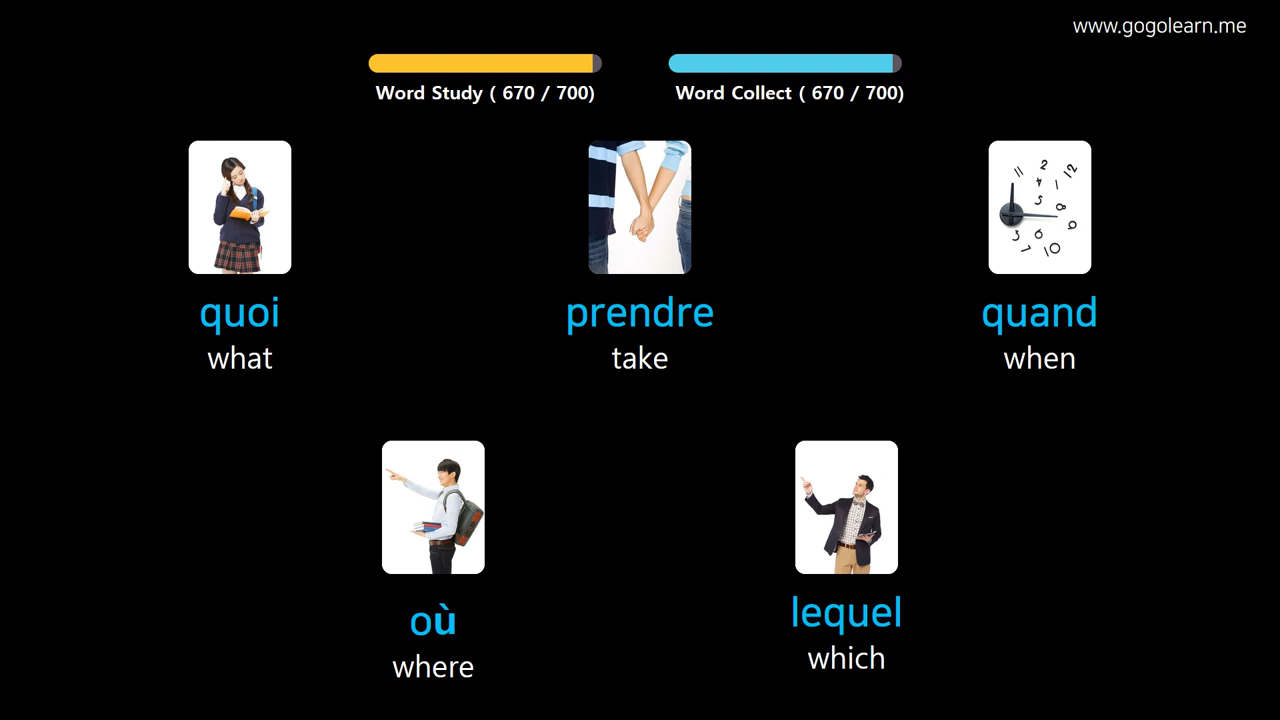 www.gogolearn.me
Word Study ( 670 / 700)
Word Collect ( 670 / 700)
quoi
what
prendre
take
quand
when
où
where
lequel
which